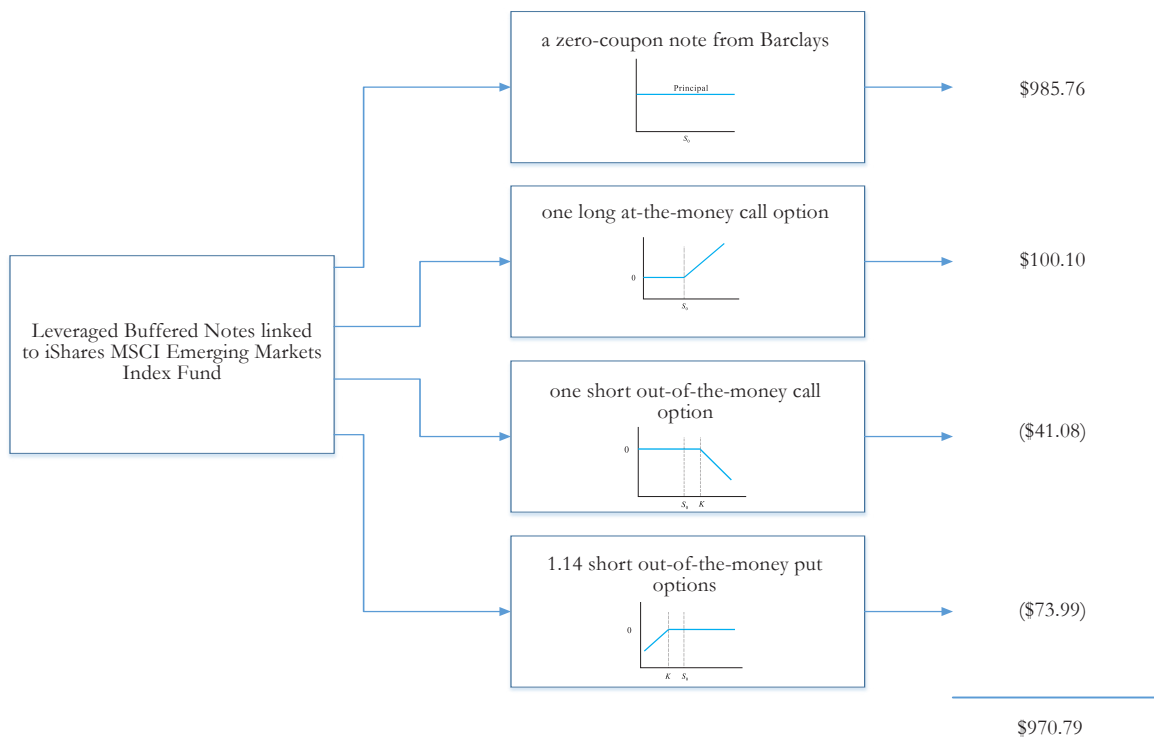 Leveraged Buffered Notes linked
to iShares MSCI Emerging Markets
Index Fund
a zero-coupon note from Barclays
Principal
S₀
$985.76
one long at-the-money call option
0
S₀
$100.10
one short out-of-the-money call
option
0
S₀ K
($41.08)
1.14 short out-of-the-money put
options
0
K S₀
($73.99)
$970.79